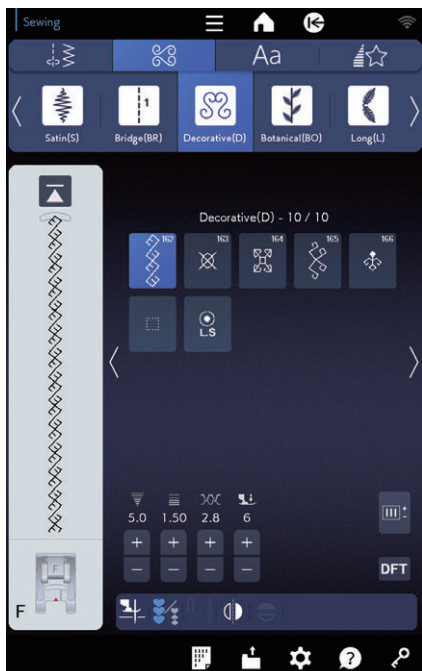 Sewing
Aa
1
Satin(S) Bridge(BR) Decorative(D) Botanical(BO) Long(L)
Decorative(D) - 10 / 10
162 163 164 165 166
L.S
5.0 1.50 2.8 6
+ + + +
− − − −
DFT
F
F
?